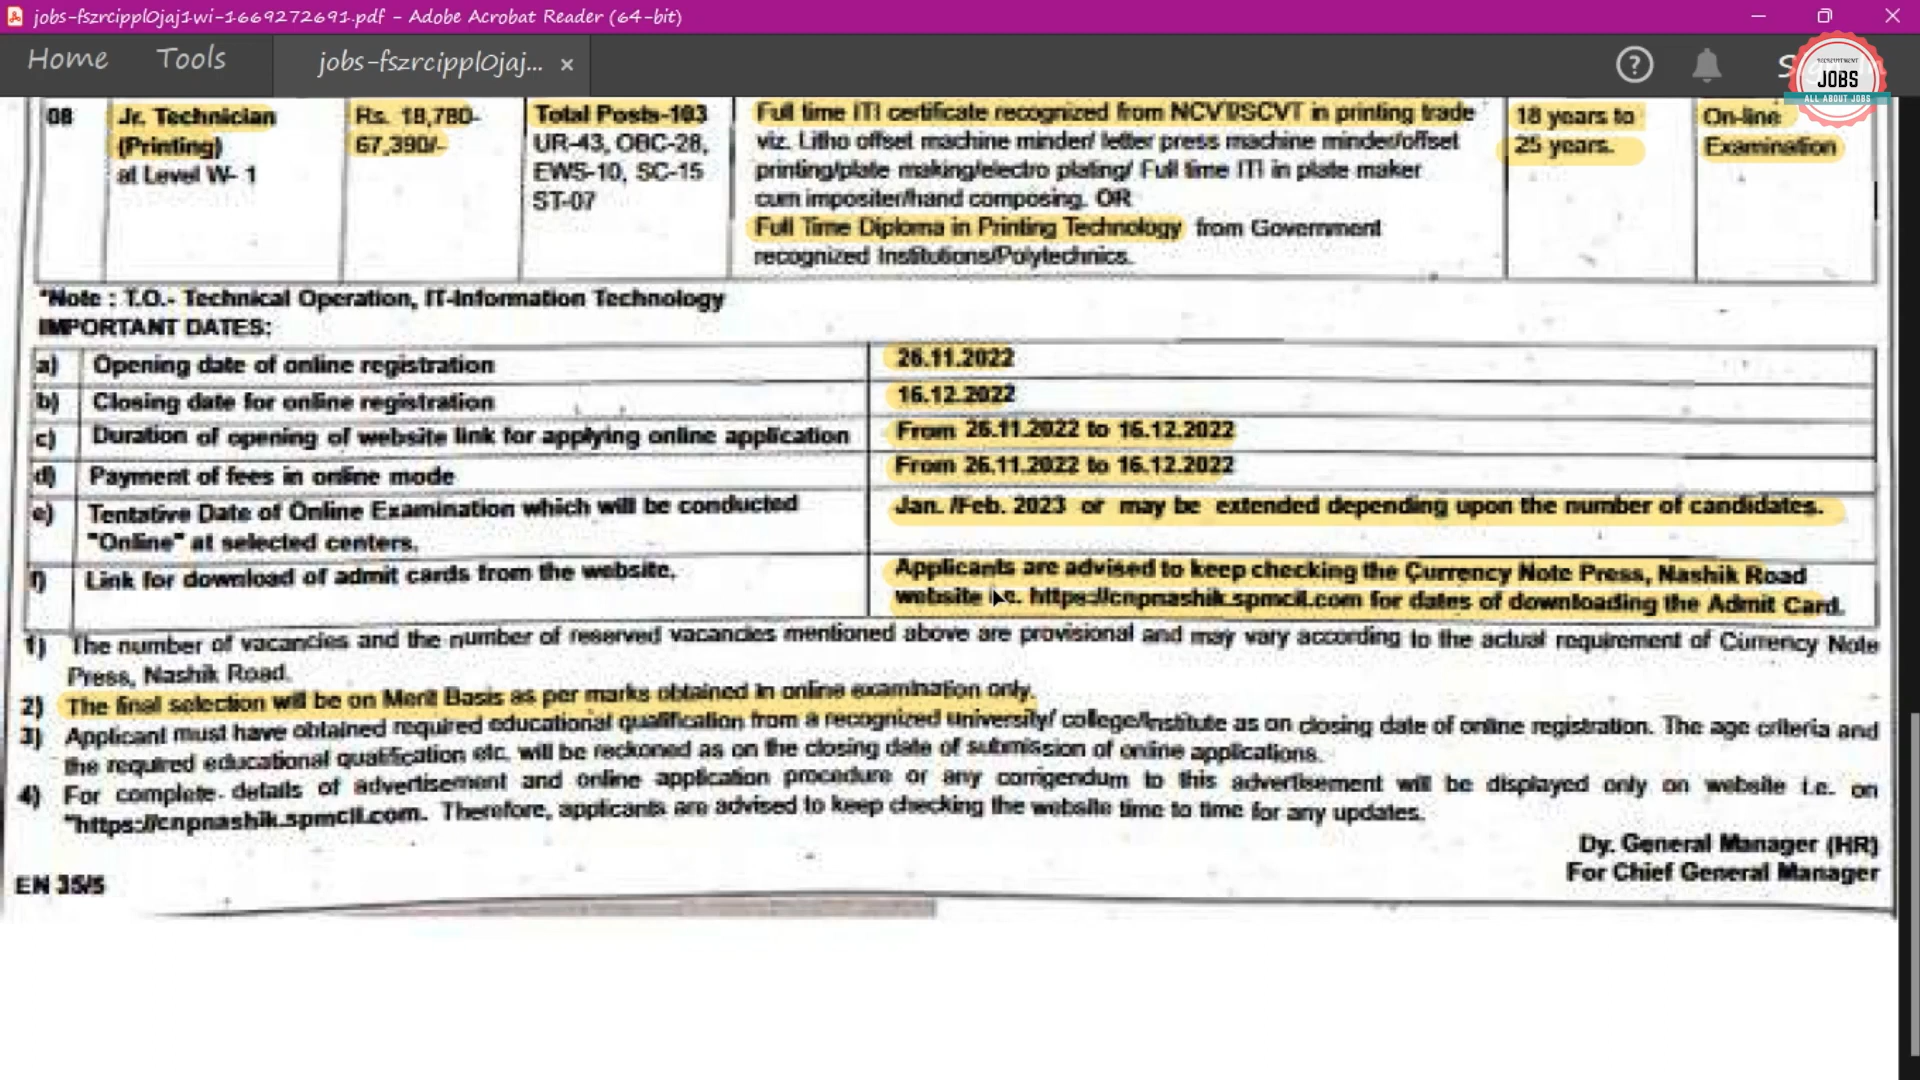 jobs-fszrcippl0jaj1wi-1669272691.pdf - Adobe Acrobat Reader (64-bit)
Home Tools jobs-fszrcippl0jaj... ×
JOBS
ALL ABOUT JOBS
08 Jr. Technician (Printing) at Level W- 1
Rs. 18,780-
67,390/-
Total Posts-103
UR-43, OBC-28,
EWS-10, SC-15
ST-07
Full time ITI certificate recognized from NCVT/SCVT in printing trade
viz. Litho offset machine minder/ letter press machine minder/offset
printing/plate making/electro plating/ Full time ITI in plate maker
cum impositer/hand composing. OR
Full Time Diploma in Printing Technology from Government
recognized Institutions/Polytechnics.
18 years to
25 years.
On-line
Examination
*Note : T.O.- Technical Operation, IT-Information Technology
IMPORTANT DATES:
a) Opening date of online registration 26.11.2022
b) Closing date for online registration 16.12.2022
c) Duration of opening of website link for applying online application From 26.11.2022 to 16.12.2022
d) Payment of fees in online mode From 26.11.2022 to 16.12.2022
e) Tentative Date of Online Examination which will be conducted "Online" at selected centers. Jan. /Feb. 2023 or may be extended depending upon the number of candidates.
f) Link for download of admit cards from the website. Applicants are advised to keep checking the Currency Note Press, Nashik Road
website i.e. https://cnpnashik.spmcil.com for dates of downloading the Admit Card.
1) The number of vacancies and the number of reserved vacancies mentioned above are provisional and may vary according to the actual requirement of Currency Note
Press, Nashik Road.
2) The final selection will be on Merit Basis as per marks obtained in online examination only.
3) Applicant must have obtained required educational qualification from a recognized university/ college/institute as on closing date of online registration. The age criteria and
the required educational qualification etc. will be reckoned as on the closing date of submission of online applications.
4) For complete details of advertisement and online application procedure or any corrigendum to this advertisement will be displayed only on website i.e. on
"https://cnpnashik.spmcil.com. Therefore, applicants are advised to keep checking the website time to time for any updates.
Dy. General Manager (HR)
For Chief General Manager
EN 35/5